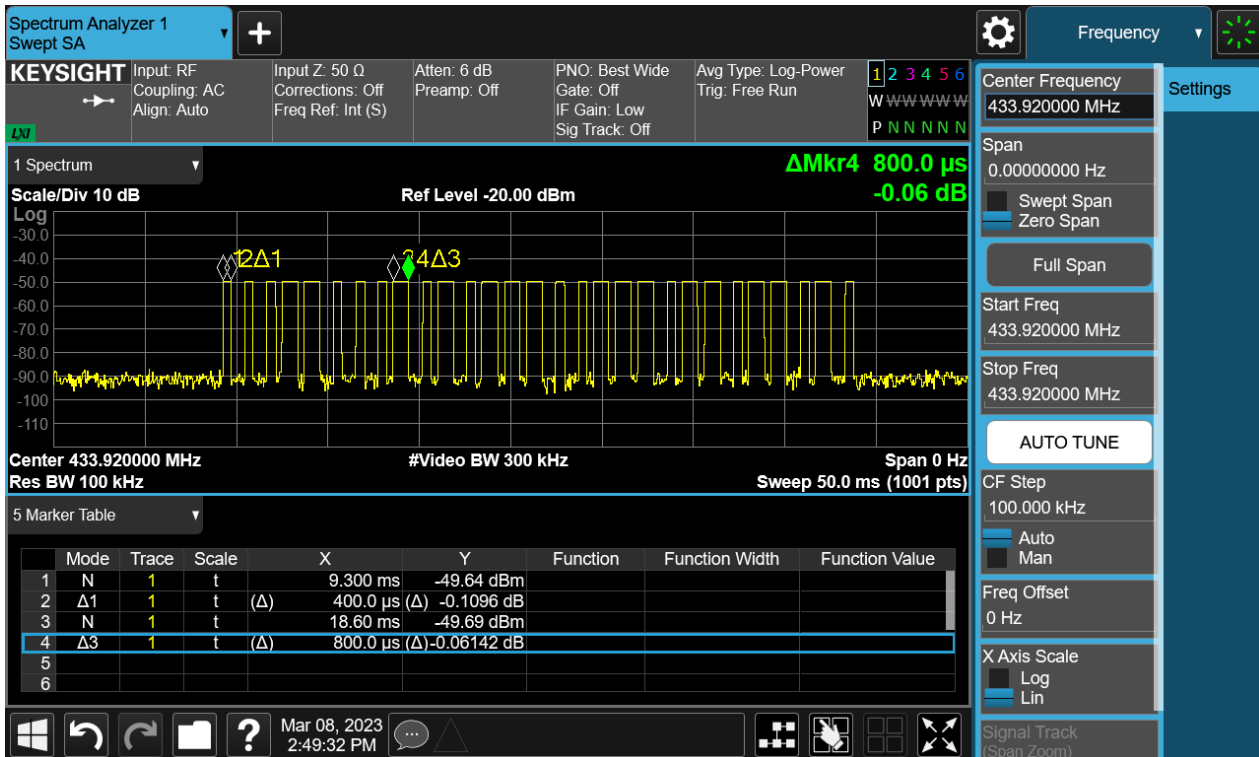 Spectrum Analyzer 1
Swept SA
+
Frequency
KEYSIGHT
LXI
Input: RF
Coupling: AC
Align: Auto
Input Z: 50 Ω
Corrections: Off
Freq Ref: Int (S)
Atten: 6 dB
Preamp: Off
PNO: Best Wide
Gate: Off
IF Gain: Low
Sig Track: Off
Avg Type: Log-Power
Trig: Free Run
1 2 3 4 5 6
W W W W W W
P N N N N N
1 Spectrum
ΔMkr4 800.0 µs
-0.06 dB
Scale/Div 10 dB
Ref Level -20.00 dBm
Log
-30.0
-40.0
-50.0
-60.0
-70.0
-80.0
-90.0
-100
-110
2Δ1
4Δ3
Center 433.920000 MHz
#Video BW 300 kHz
Span 0 Hz
Res BW 100 kHz
Sweep 50.0 ms (1001 pts)
5 Marker Table
Mode Trace Scale X Y Function Function Width Function Value
1 N 1 t 9.300 ms -49.64 dBm
2 Δ1 1 t (Δ) 400.0 µs (Δ) -0.1096 dB
3 N 1 t 18.60 ms -49.69 dBm
4 Δ3 1 t (Δ) 800.0 µs (Δ) -0.06142 dB
5
6
?
Mar 08, 2023
2:49:32 PM
Center Frequency
433.920000 MHz
Span
0.00000000 Hz
Swept Span
Zero Span
Full Span
Start Freq
433.920000 MHz
Stop Freq
433.920000 MHz
AUTO TUNE
CF Step
100.000 kHz
Auto
Man
Freq Offset
0 Hz
X Axis Scale
Log
Lin
Signal Track
(Span Zoom)
Settings